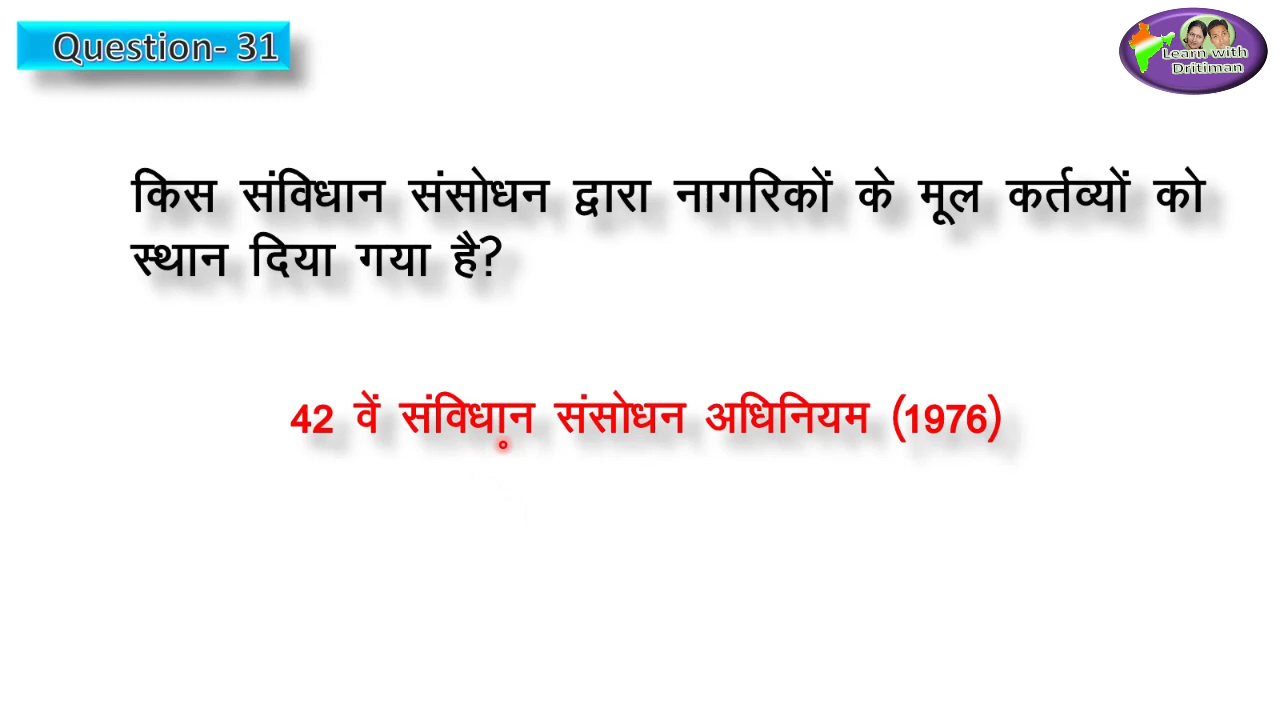 Question- 31
Learn with
Dritiman
किस संविधान संसोधन द्वारा नागरिकों के मूल कर्तव्यों को
स्थान दिया गया है?
42 वें संविधान संसोधन अधिनियम (1976)